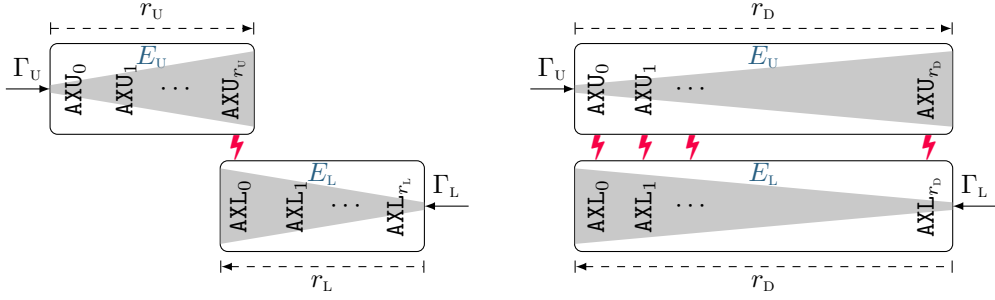 r_U
E_U
Γ_U
AXU_0
AXU_1
...
AXU_{r_U}
E_L
Γ_L
AXL_0
AXL_1
...
AXL_{r_L}
r_L
r_D
E_U
Γ_U
AXU_0
AXU_1
...
AXU_{r_D}
E_L
Γ_L
AXL_0
AXL_1
...
AXL_{r_D}
r_D